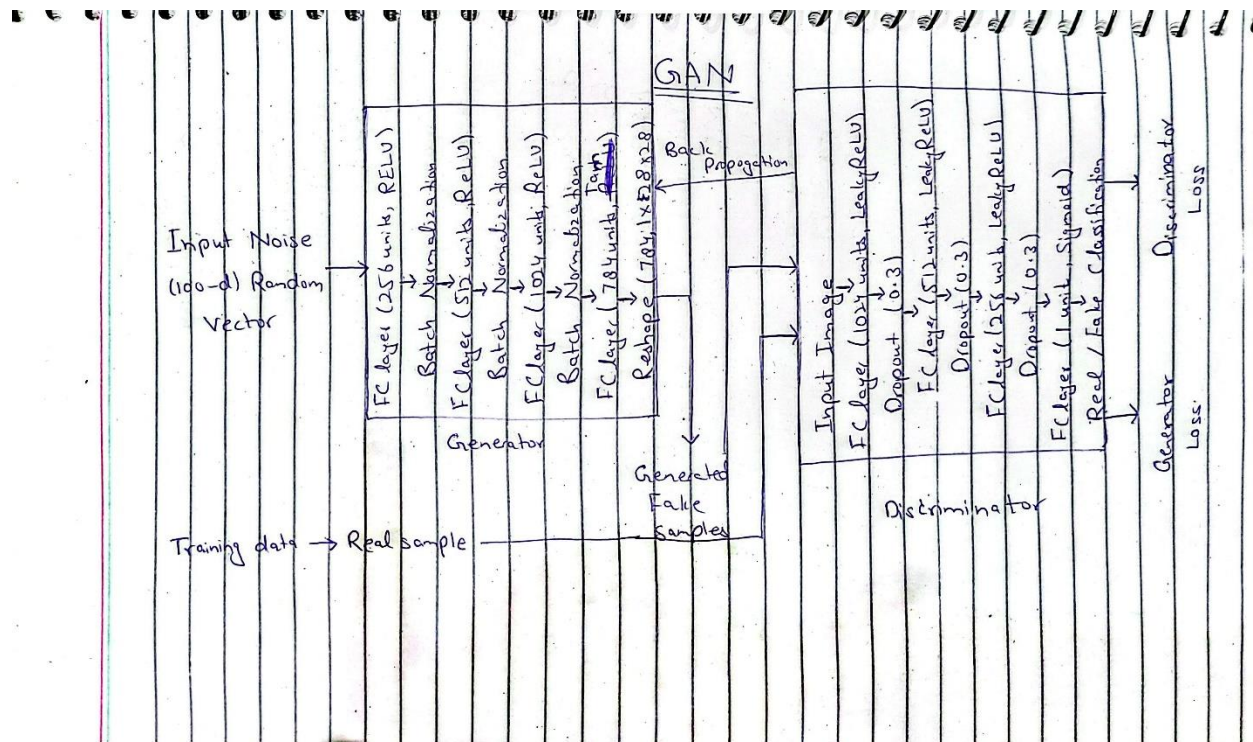 GAN
Input Noise
(100-d) Random
Vector
FC layer (256 units, RELU)
Batch Normalization
FC layer (512 units, ReLU)
Batch Normalization
FC layer (1024 units, ReLU)
Batch Normalization
FC layer (784 units, Tanh)
Reshape (784, 1x28x28)
Generator
Back
Propogation
Generated
Fake
samples
Training data → Real sample
Input Image
FC layer (1024 units, LeakyReLU)
Dropout (0.3)
FC layer (512 units, LeakyReLU)
Dropout (0.3)
FC layer (256 units, LeakyReLU)
Dropout (0.3)
FC layer (1 unit, Sigmoid)
Real / Fake Clasification
Discriminator
Discriminator
Loss
Generator
Loss.